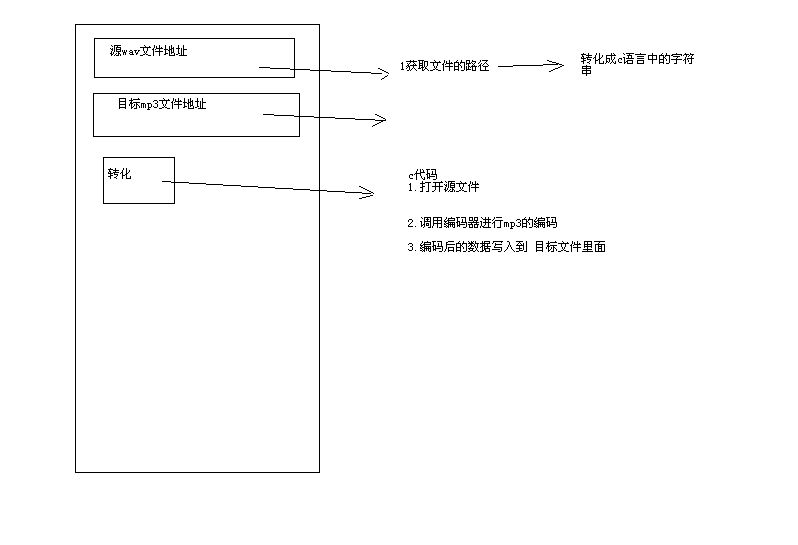 源wav文件地址
1获取文件的路径
转化成c语言中的字符
串
目标mp3文件地址
转化
c代码
1.打开源文件
2.调用编码器进行mp3的编码
3.编码后的数据写入到 目标文件里面